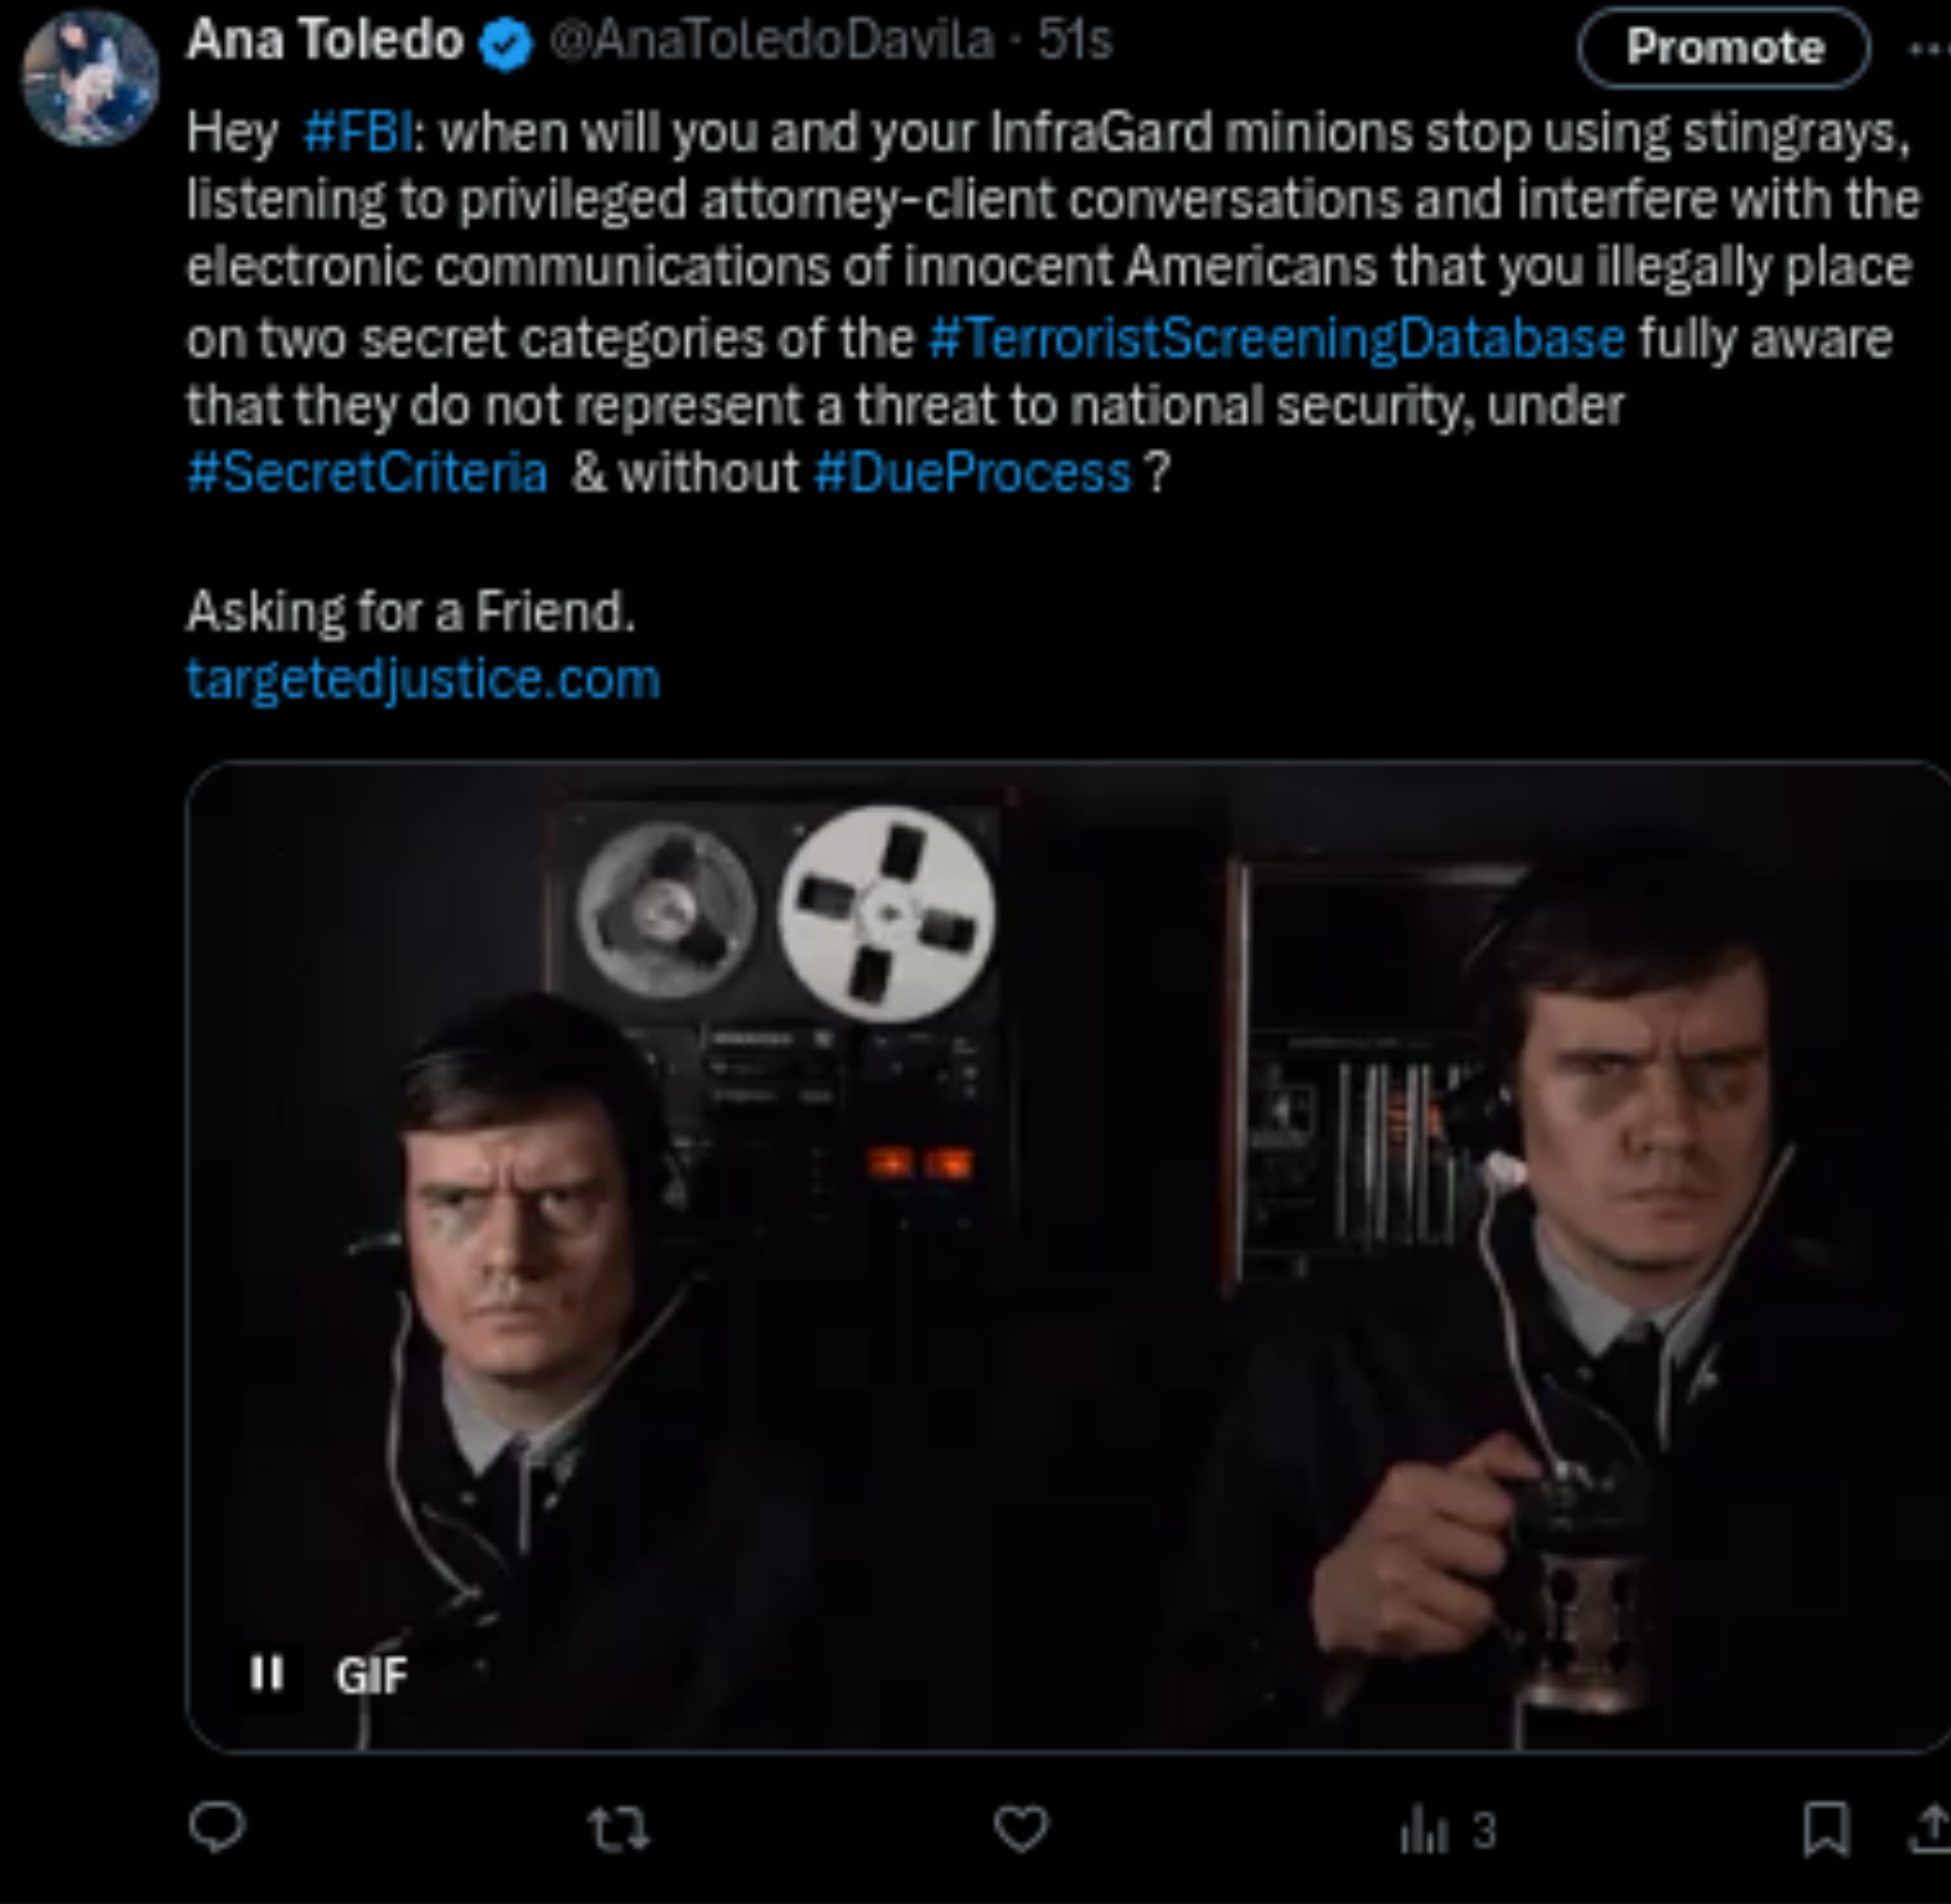 Ana Toledo @AnaToledoDavila · 51s
Promote
Hey #FBI: when will you and your InfraGard minions stop using stingrays,
listening to privileged attorney-client conversations and interfere with the
electronic communications of innocent Americans that you illegally place
on two secret categories of the #TerroristScreeningDatabase fully aware
that they do not represent a threat to national security, under
#SecretCriteria & without #DueProcess ?
Asking for a Friend.
targetedjustice.com
GIF
3